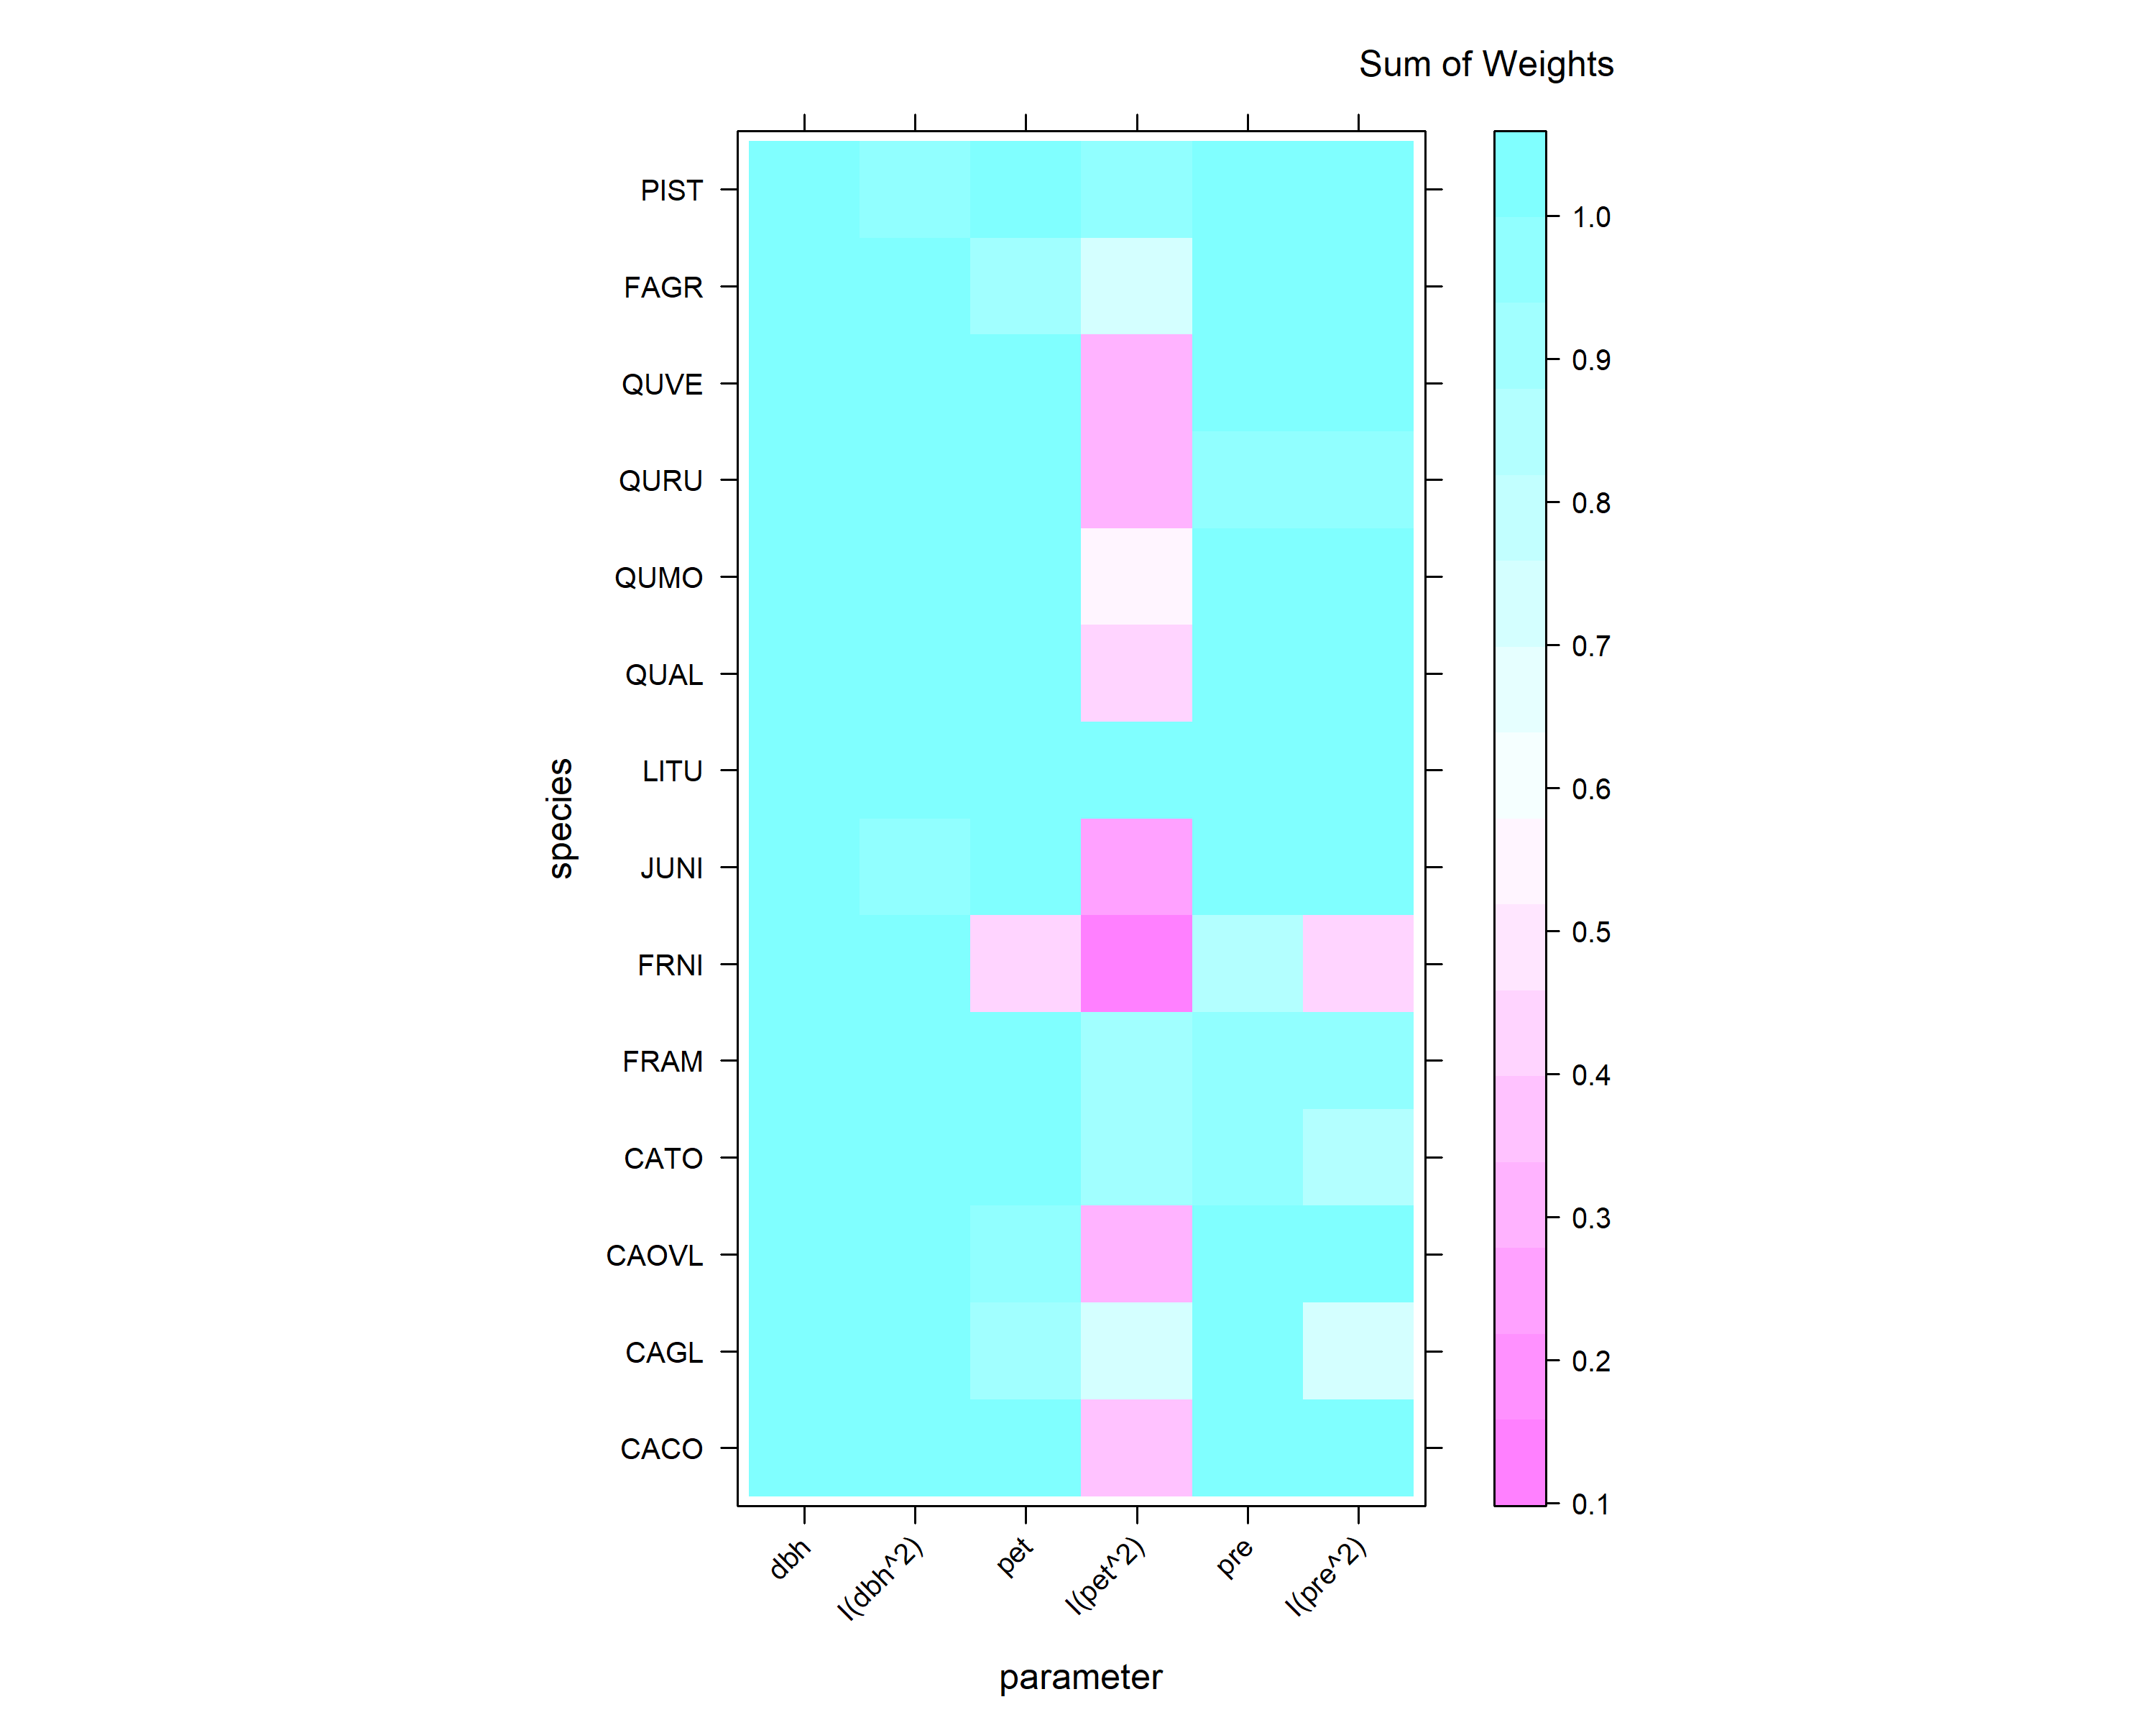 Sum of Weights
PIST
FAGR
QUVE
QURU
QUMO
QUAL
LITU
JUNI
FRNI
FRAM
CATO
CAOVL
CAGL
CACO
species
1.0
0.9
0.8
0.7
0.6
0.5
0.4
0.3
0.2
0.1
dbh
I(dbh^2)
pet
I(pet^2)
pre
I(pre^2)
parameter